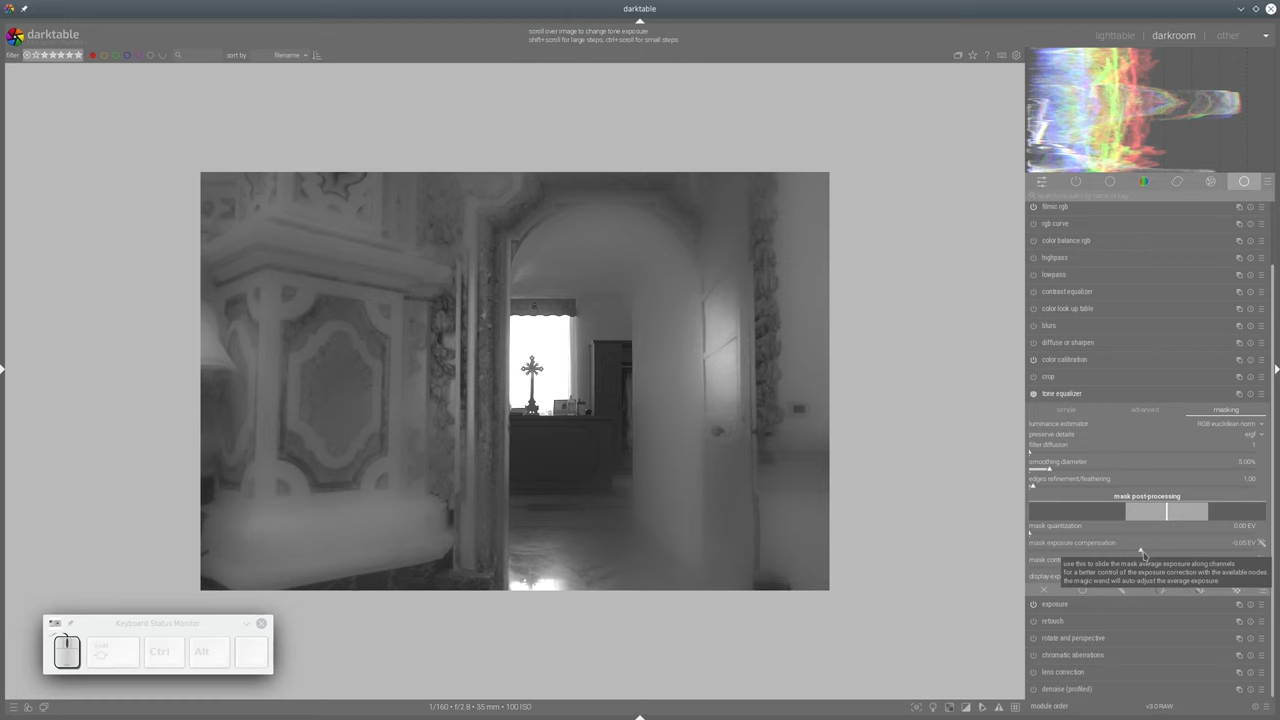 darktable
darktable
scroll over image to change tone exposure
shift+scroll for large steps, ctrl+scroll for small steps
lighttable | darkroom | other
filter
sort by filename
filmic rgb
rgb curve
color balance rgb
highpass
lowpass
contrast equalizer
color look up table
blurs
diffuse or sharpen
color calibration
crop
tone equalizer
simple advanced masking
luminance estimator RGB euclidean norm
preserve details eigf
filter diffusion 1
smoothing diameter 5.00%
edges refinement/feathering 1.00
mask post-processing
mask quantization 0.00 EV
mask exposure compensation -0.05 EV
mask cont
use this to slide the mask average exposure along channels
for a better control of the exposure correction with the available nodes.
the magic wand will auto-adjust the average exposure
display exp
exposure
retouch
rotate and perspective
chromatic aberrations
lens correction
denoise (profiled)
module order v3.0 RAW
Keyboard Status Monitor
Shift Ctrl Alt
1/160 • f/2.8 • 35 mm • 100 ISO